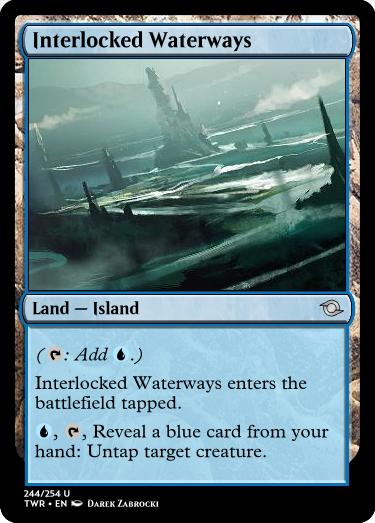 Interlocked Waterways
Land — Island
( : Add .)
Interlocked Waterways enters the
battlefield tapped.
, , Reveal a blue card from your
hand: Untap target creature.
244/254 U
TWR • EN DAREK ZABROCKI